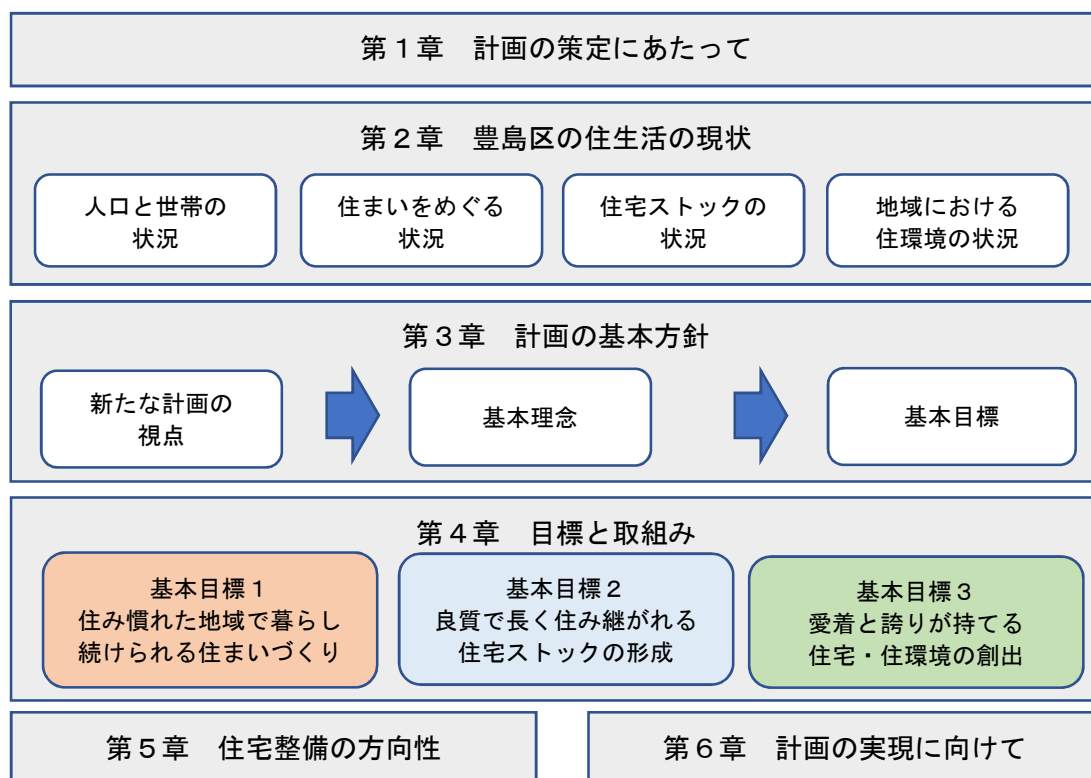 第１章　計画の策定にあたって
第２章　豊島区の住生活の現状
人口と世帯の
状況
住まいをめぐる
状況
住宅ストックの
状況
地域における
住環境の状況
第３章　計画の基本方針
新たな計画の
視点
基本理念
基本目標
第４章　目標と取組み
基本目標１
住み慣れた地域で暮らし
続けられる住まいづくり
基本目標２
良質で長く住み継がれる
住宅ストックの形成
基本目標３
愛着と誇りが持てる
住宅・住環境の創出
第５章　住宅整備の方向性
第６章　計画の実現に向けて